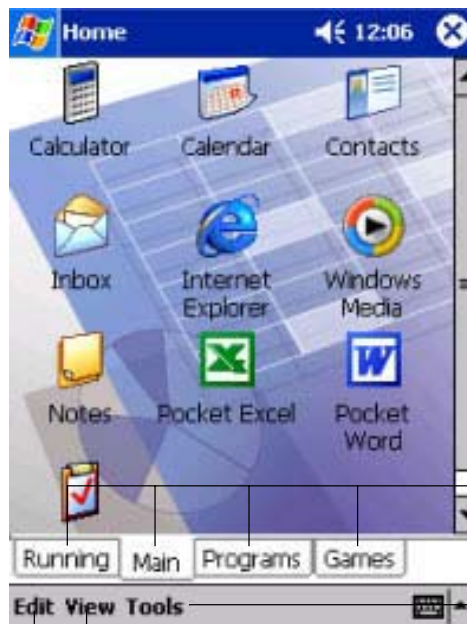 Home 12:06
Calculator Calendar Contacts
Inbox Internet Explorer Windows Media
Notes Pocket Excel Pocket Word
Running Main Programs Games
Edit View Tools